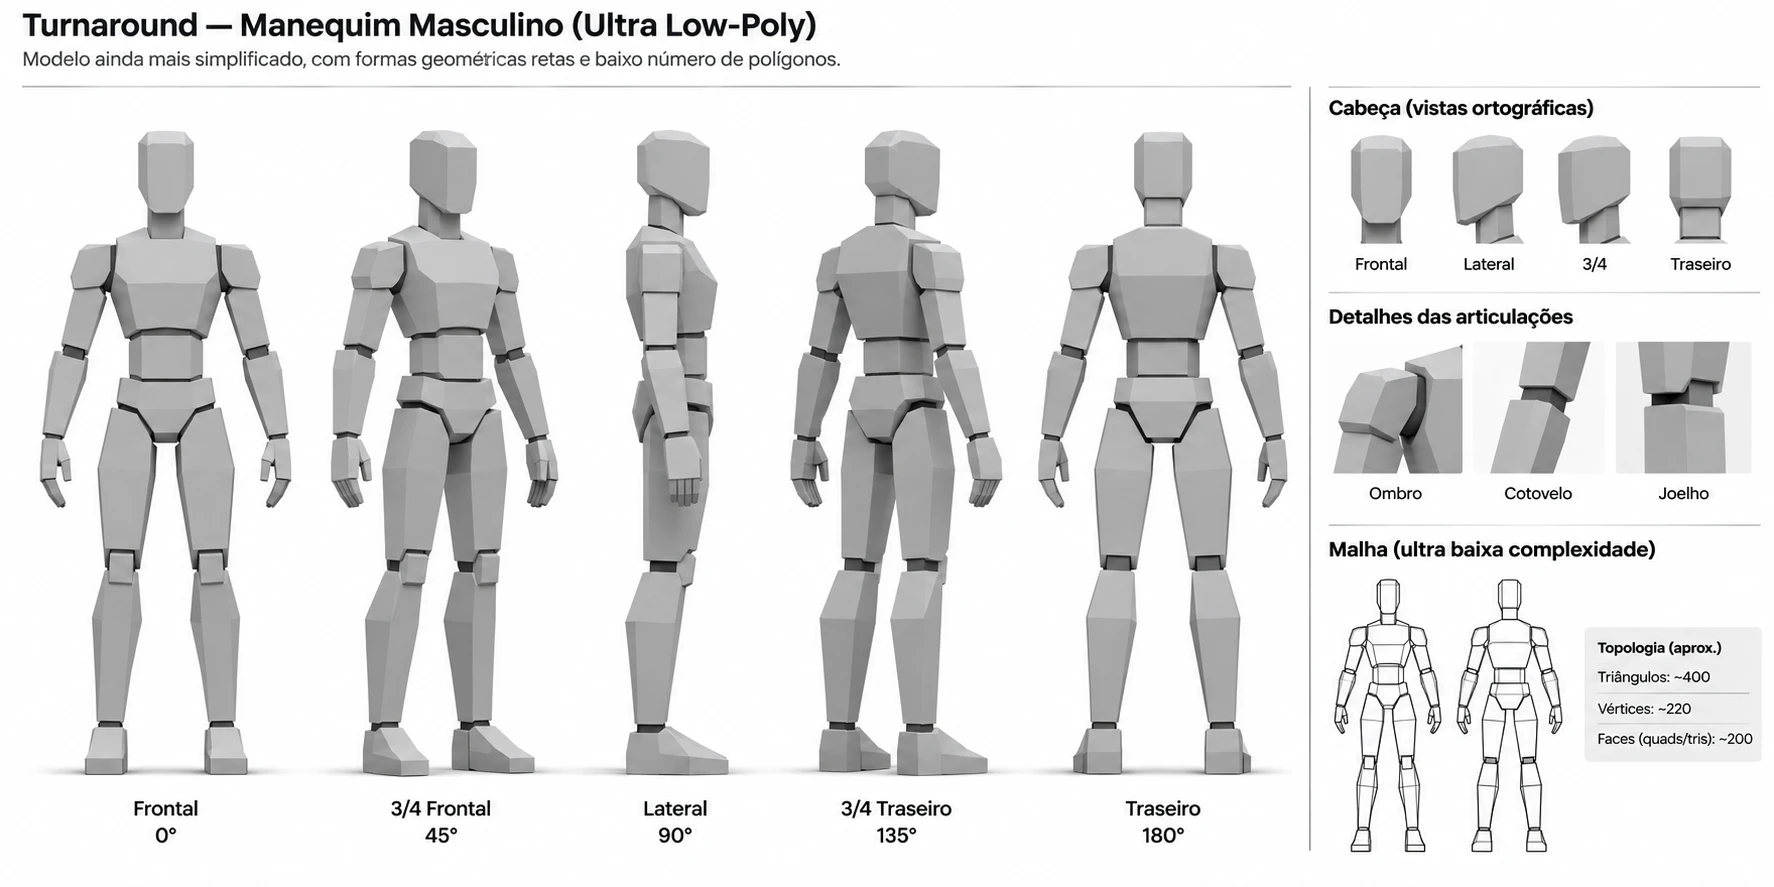 Turnaround — Manequim Masculino (Ultra Low-Poly)
Modelo ainda mais simplificado, com formas geométricas retas e baixo número de polígonos.
Frontal
0°
3/4 Frontal
45°
Lateral
90°
3/4 Traseiro
135°
Traseiro
180°
Cabeça (vistas ortográficas)
Frontal
Lateral
3/4
Traseiro
Detalhes das articulações
Ombro
Cotovelo
Joelho
Malha (ultra baixa complexidade)
Topologia (aprox.)
Triângulos: ~400
Vértices: ~220
Faces (quads/tris): ~200